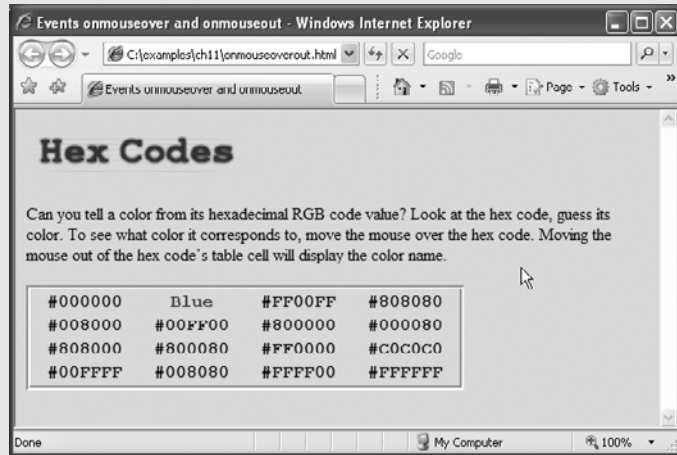 Events onmouseover and onmouseout - Windows Internet Explorer
C:\examples\ch11\onmouseoverout.html
Google
Events onmouseover and onmouseout
Page
Tools
Hex Codes
Can you tell a color from its hexadecimal RGB code value? Look at the hex code, guess its
color. To see what color it corresponds to, move the mouse over the hex code. Moving the
mouse out of the hex code`s table cell will display the color name.
#000000 Blue #FF00FF #808080
#008000 #00FF00 #800000 #000080
#808000 #800080 #FF0000 #C0C0C0
#00FFFF #008080 #FFFF00 #FFFFFF
Done
My Computer
100%